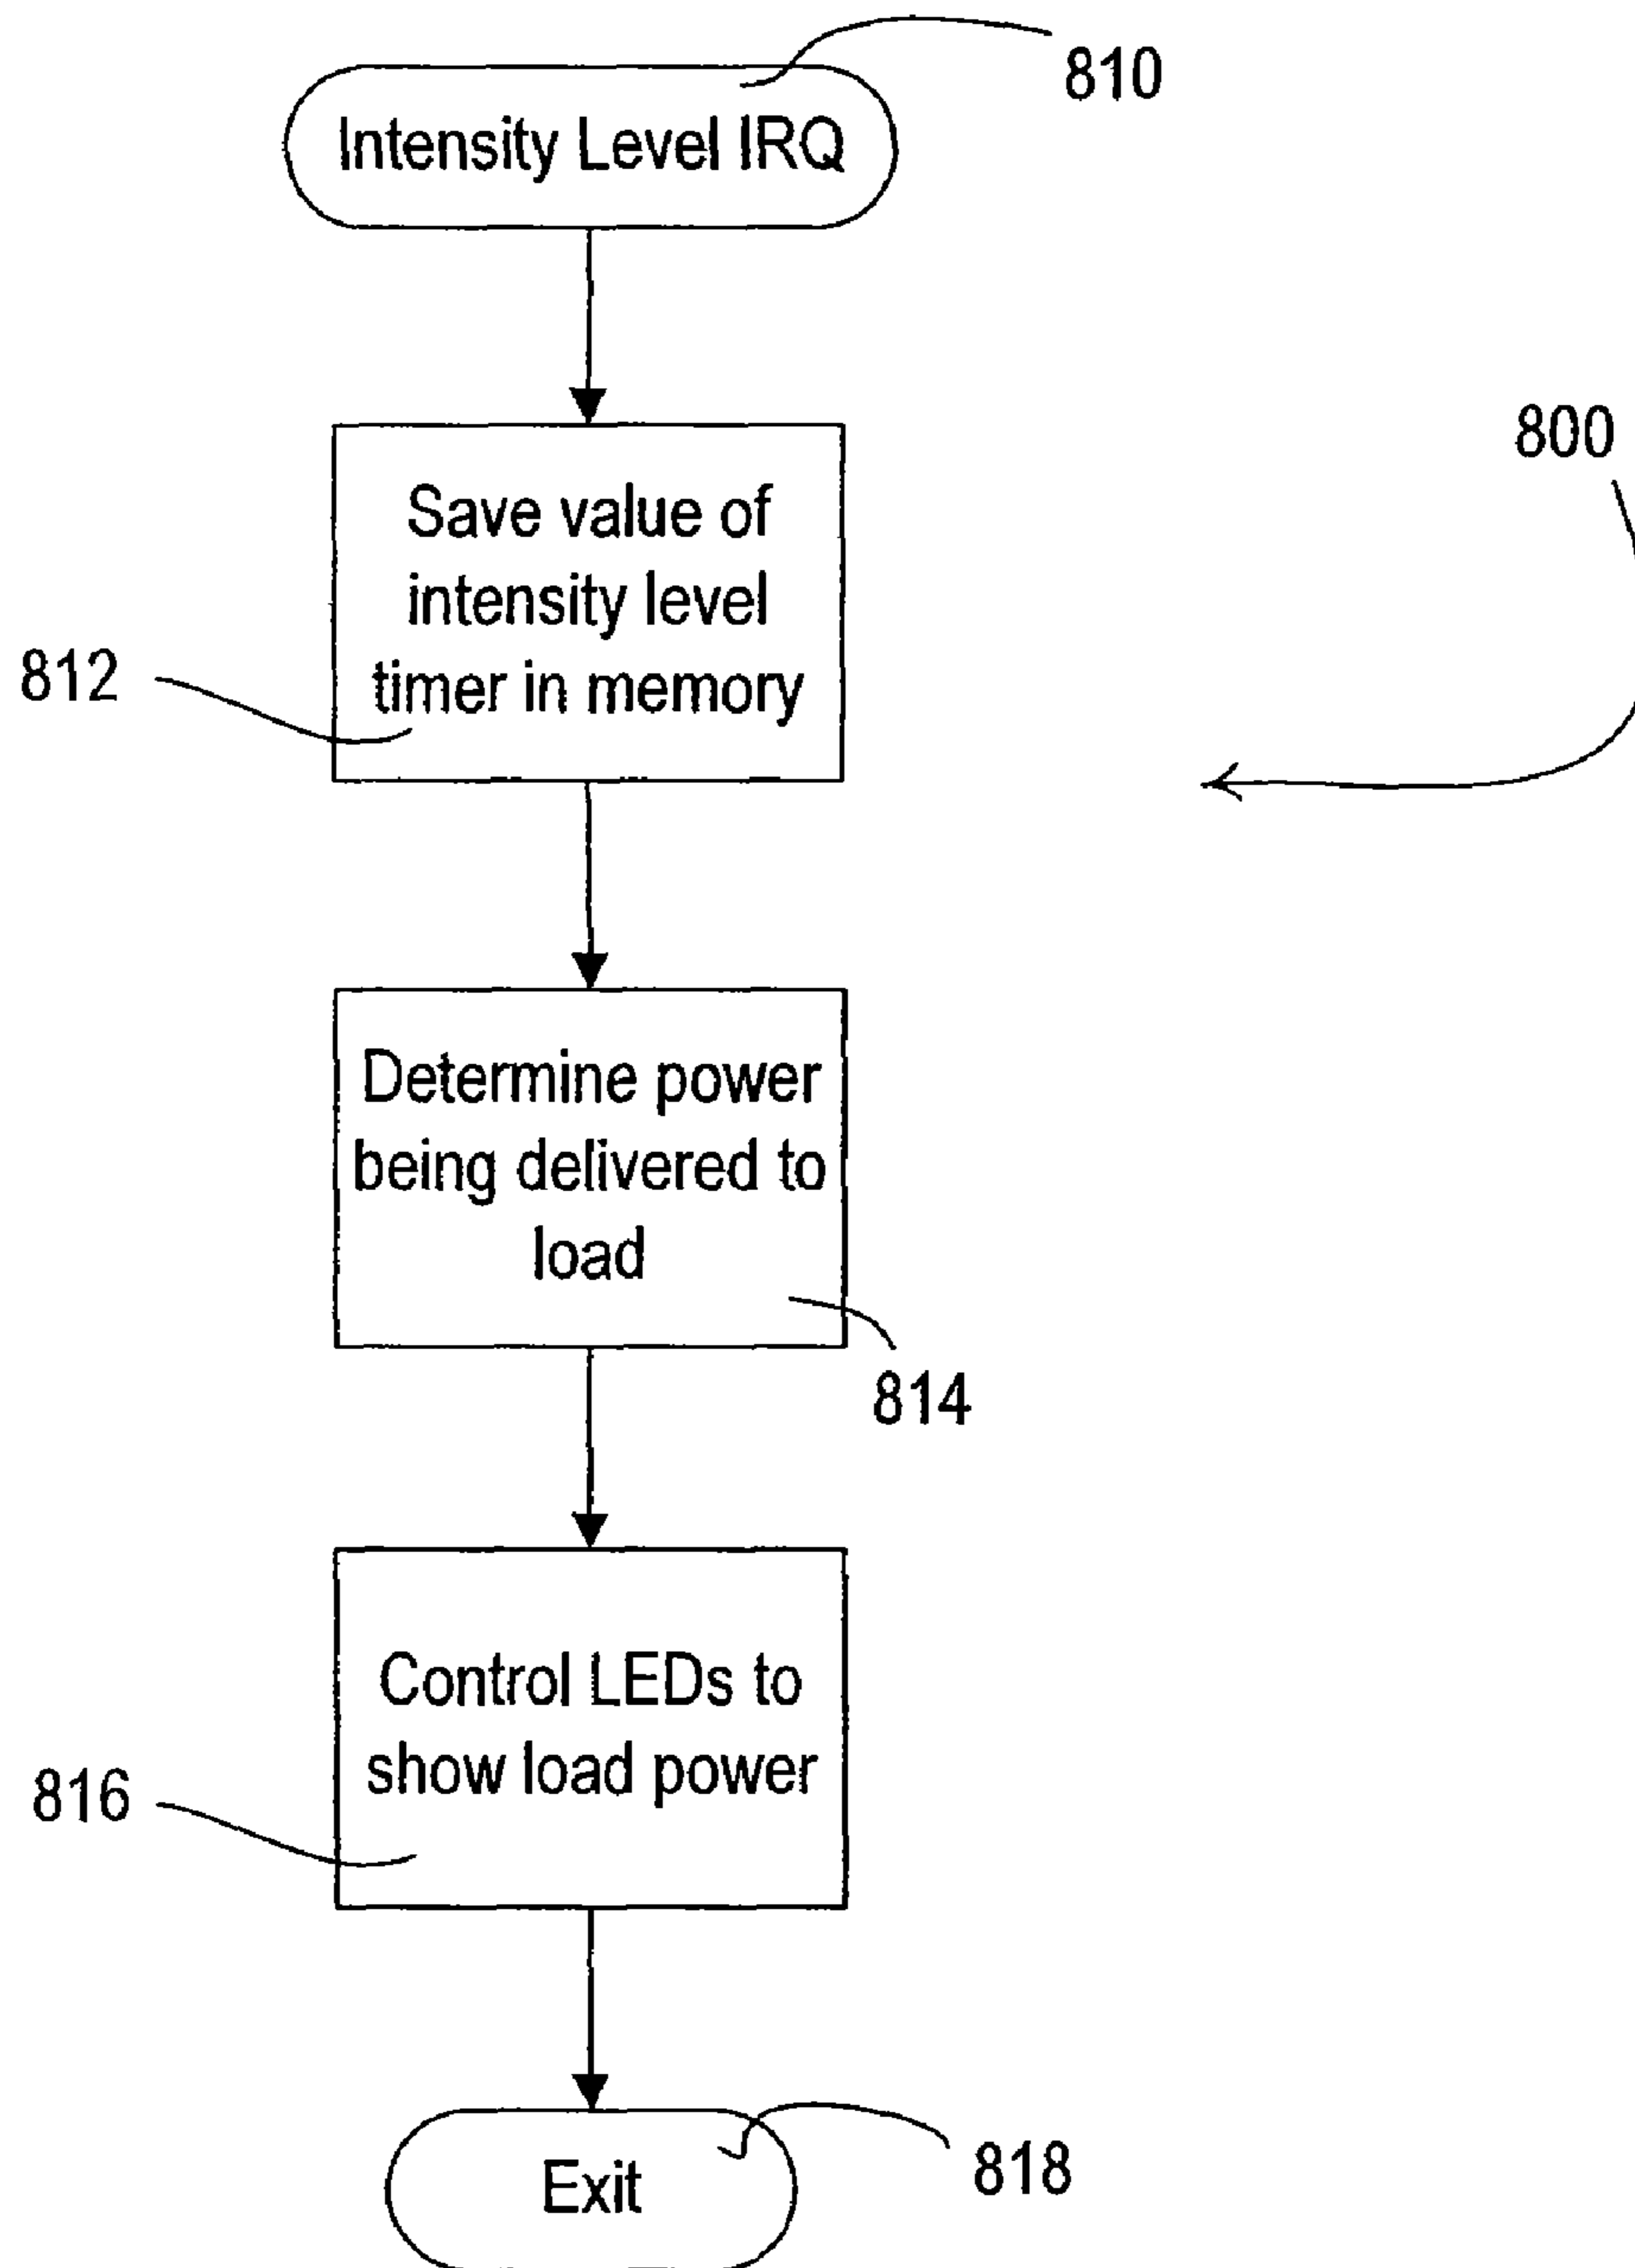 810
Intensity Level IRQ
800
Save value of
intensity level
timer in memory
812
Determine power
being delivered to
load
814
Control LEDs to
show load power
816
Exit
818